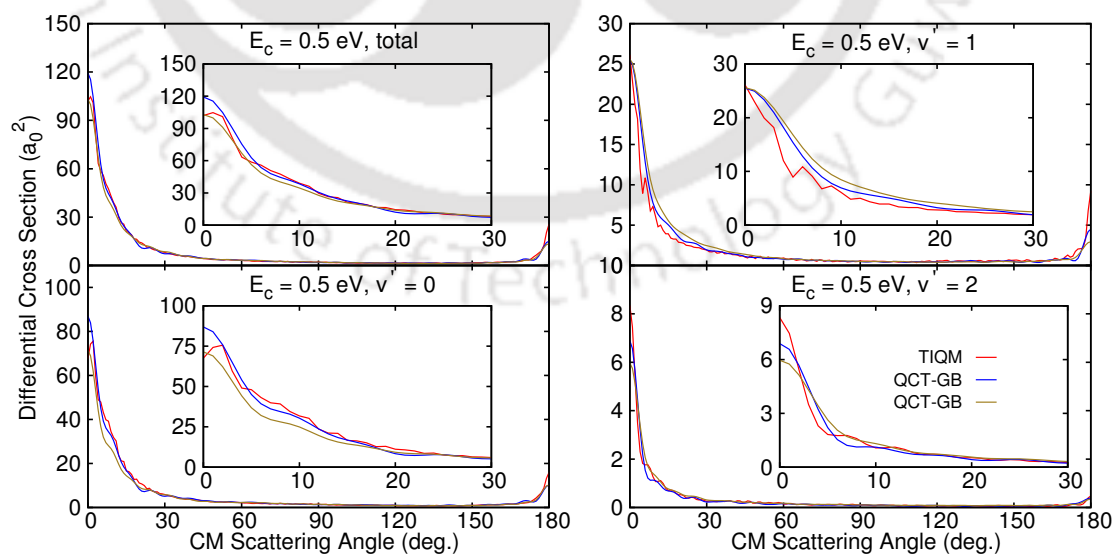 Institute of Technology Guw
Differential Cross Section (a0^2)
E_c = 0.5 eV, total
150
120
90
60
30
0
150
120
90
60
30
0
0 10 20 30
E_c = 0.5 eV, v' = 1
30
25
20
15
10
5
30
20
10
0
0 10 20 30
E_c = 0.5 eV, v' = 0
100
80
60
40
20
0
100
75
50
25
0
0 10 20 30
0 30 60 90 120 150 180
CM Scattering Angle (deg.)
E_c = 0.5 eV, v' = 2
10
8
6
4
2
0
9
6
3
0
0 10 20 30
TIQM
QCT-GB
QCT-GB
0 30 60 90 120 150 180
CM Scattering Angle (deg.)